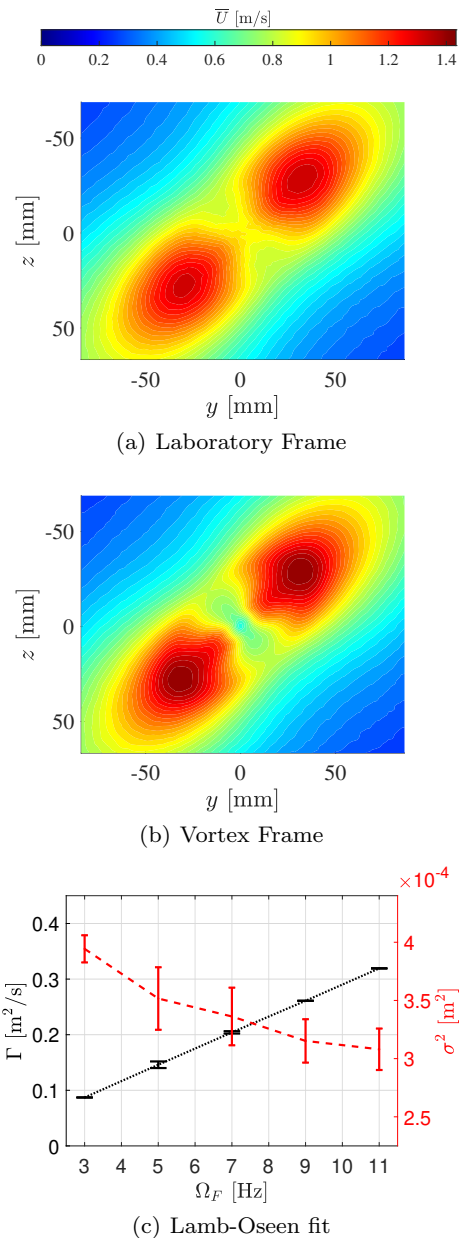 U̅ [m/s]
0 0.2 0.4 0.6 0.8 1 1.2 1.4
-50
0
50
z [mm]
-50 0 50
y [mm]
(a) Laboratory Frame
-50
0
50
z [mm]
-50 0 50
y [mm]
(b) Vortex Frame
×10⁻⁴
0.4 4
0.3 3.5
0.2 3
0.1 2.5
0
Γ [m²/s]
σ² [m²]
3 4 5 6 7 8 9 10 11
Ω_F [Hz]
(c) Lamb-Oseen fit